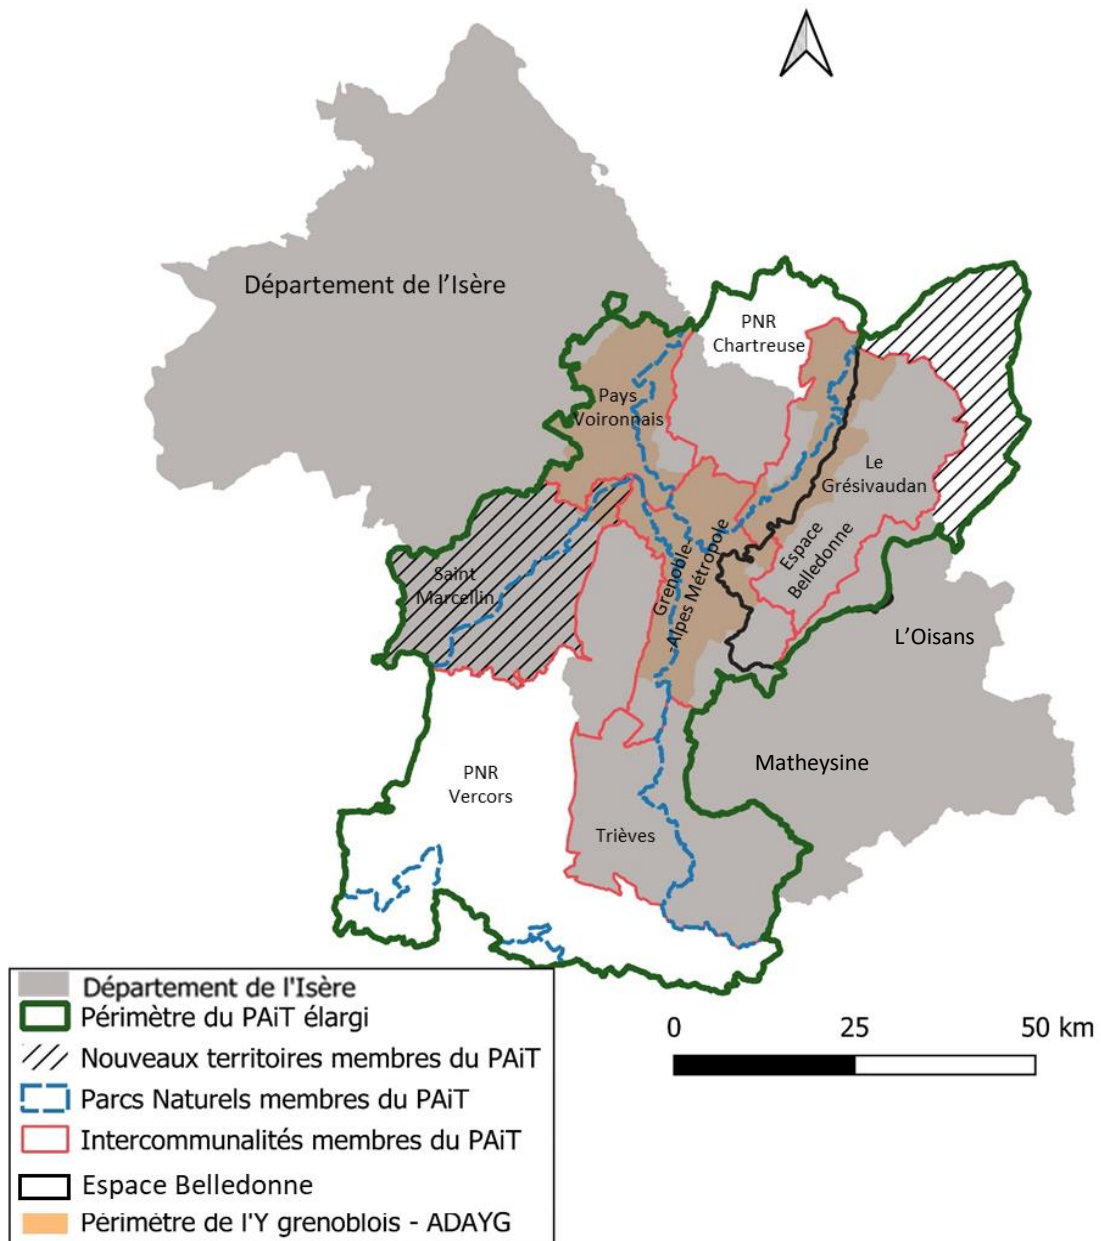 Département de l'Isère
PNR
Chartreuse
Pays
Voironnais
Le
Grésivaudan
Espace
Belledonne
Grenoble-
-Alpes Métropole
Saint
Marcellin
L'Oisans
Matheysine
PNR
Vercors
Trièves
Département de l'Isère
Périmètre du PAiT élargi
Nouveaux territoires membres du PAiT
Parcs Naturels membres du PAiT
Intercommunalités membres du PAiT
Espace Belledonne
Périmètre de l'Y grenoblois - ADAYG
0 25 50 km